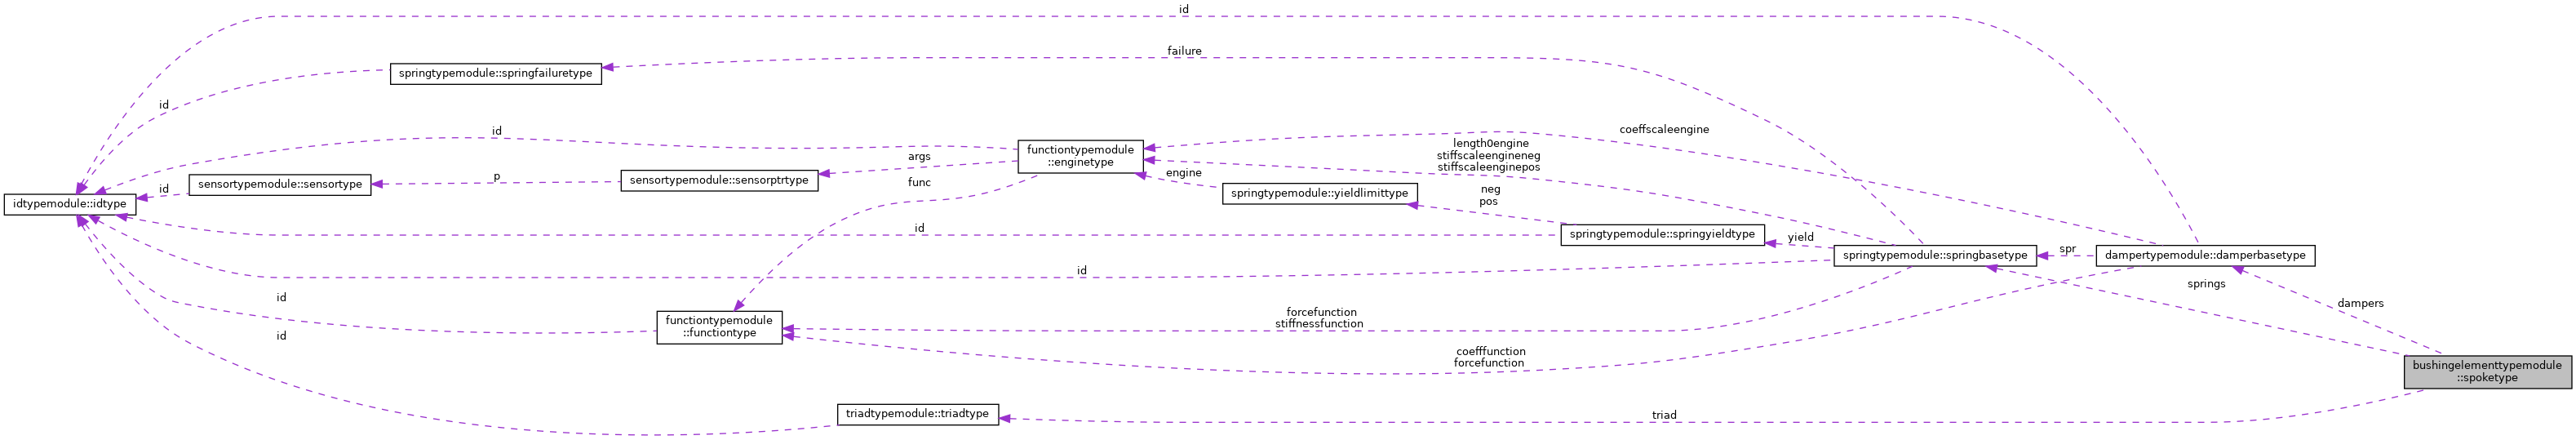 id
failure
springtypemodule::springfailuretype
id
id
coeffscaleengine
length0engine
stiffscaleengineneg
stiffscaleenginepos
functiontypemodule
::enginetype
args
engine
p
func
sensortypemodule::sensorptrtype
sensortypemodule::sensortype
id
springtypemodule::yieldlimittype
neg
pos
idtypemodule::idtype
id
springtypemodule::springyieldtype
yield
springtypemodule::springbasetype
spr
dampertypemodule::damperbasetype
id
springs
dampers
id
functiontypemodule
::functiontype
forcefunction
stiffnessfunction
id
coefffunction
forcefunction
bushingelementtypemodule
::spoketype
triadtypemodule::triadtype
triad